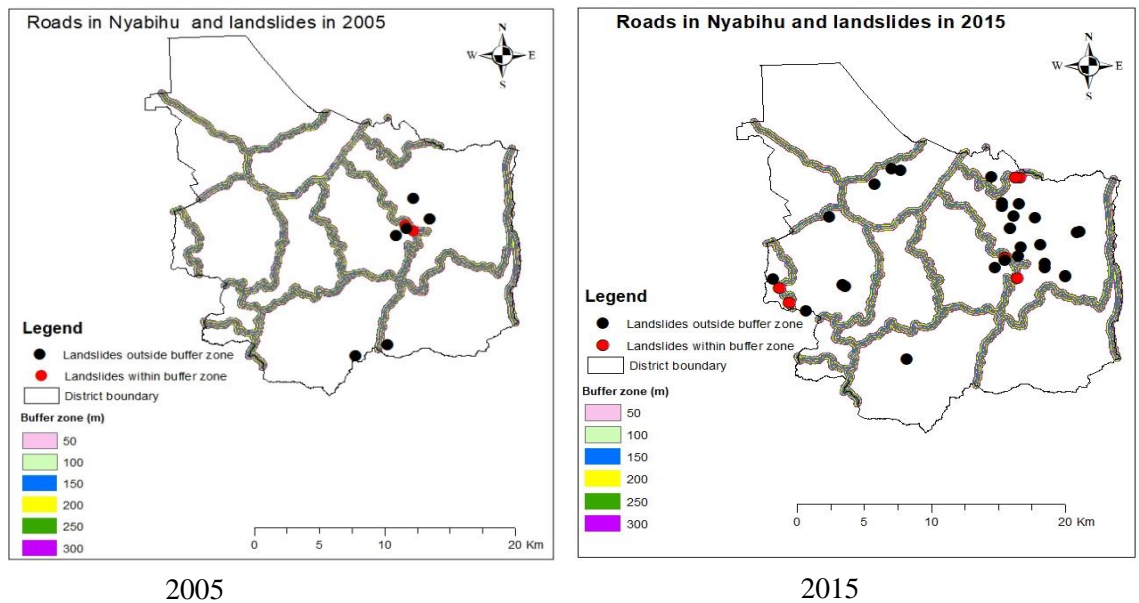 Roads in Nyabihu and landslides in 2005
N
W E
S
Legend
Landslides outside buffer zone
Landslides within buffer zone
District boundary
Buffer zone (m)
50
100
150
200
250
300
0 5 10 20 Km
2005
Roads in Nyabihu and landslides in 2015
N
W E
S
Legend
Landslides outside buffer zone
Landslides within buffer zone
District boundary
Buffer zone (m)
50
100
150
200
250
300
0 5 10 20 Km
2015